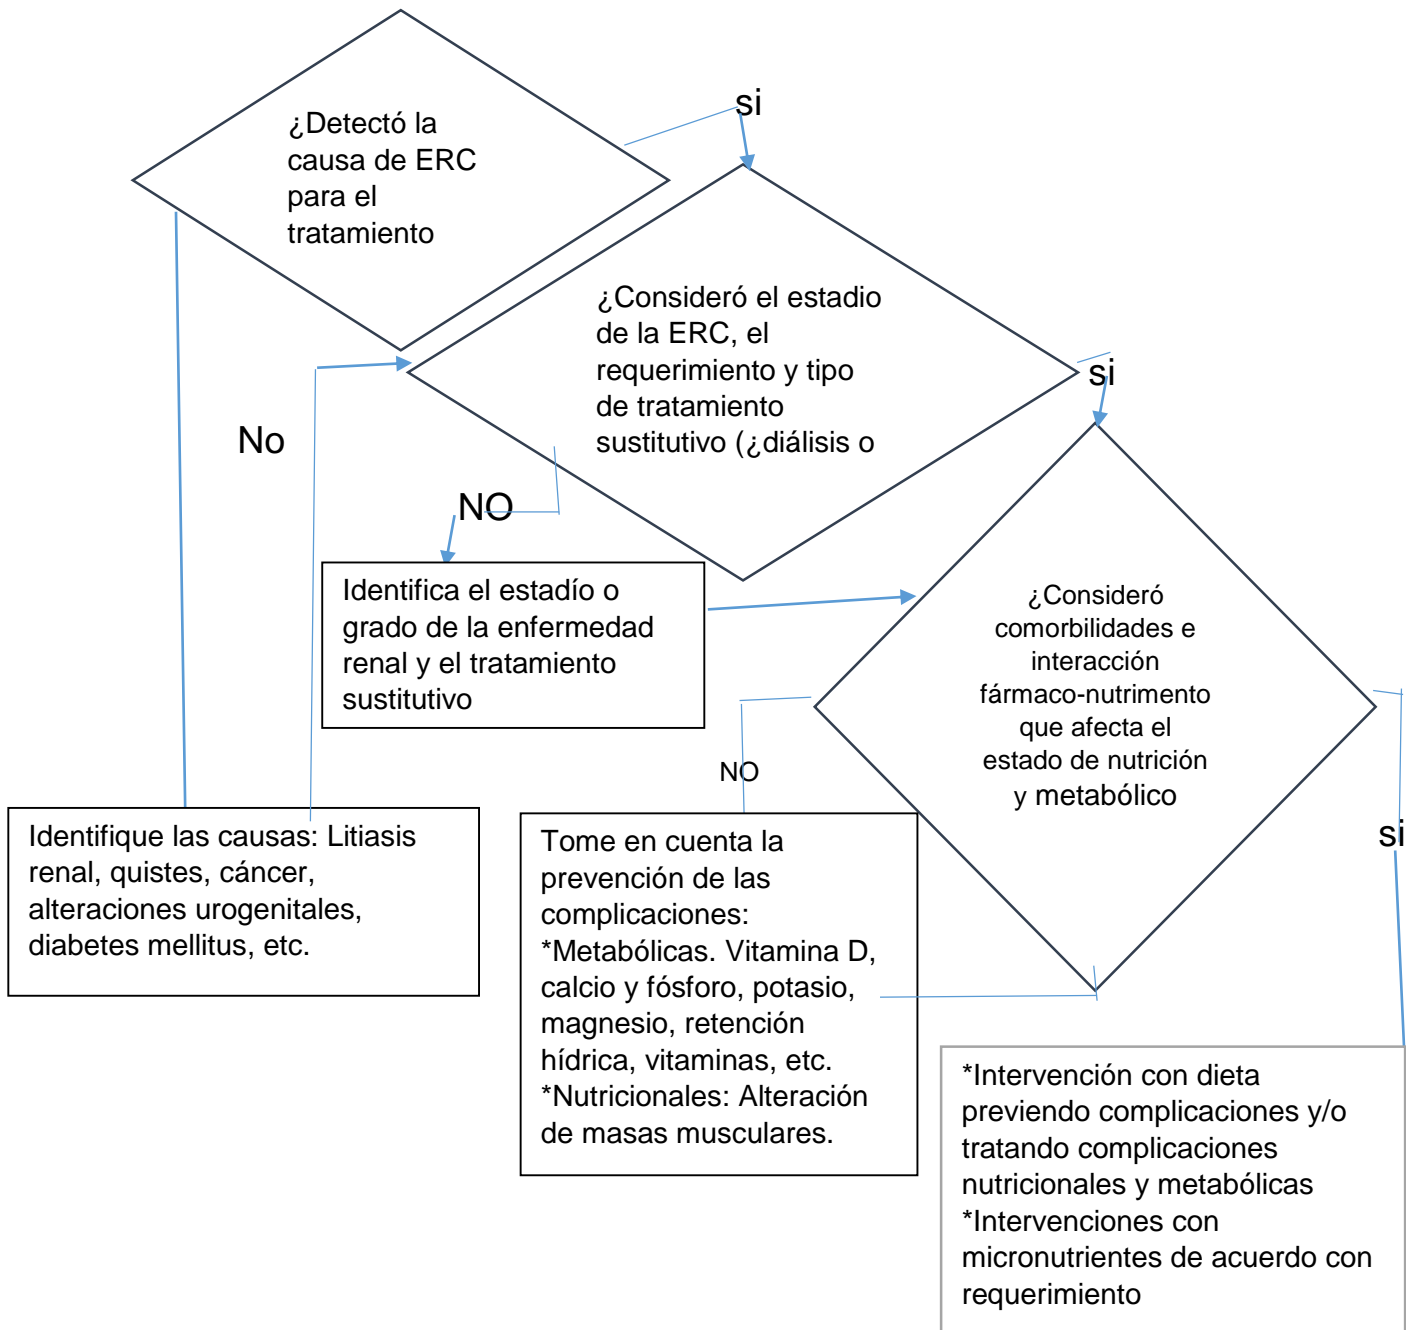 ¿Detectó la
causa de ERC
para el
tratamiento
si
¿Consideró el estadio
de la ERC, el
requerimiento y tipo
de tratamiento
sustitutivo (¿diálisis o
si
No
NO
Identifica el estadío o
grado de la enfermedad
renal y el tratamiento
sustitutivo
¿Consideró
comorbilidades e
interacción
fármaco-nutrimento
que afecta el
estado de nutrición
y metabólico
NO
si
Identifique las causas: Litiasis
renal, quistes, cáncer,
alteraciones urogenitales,
diabetes mellitus, etc.
Tome en cuenta la
prevención de las
complicaciones:
*Metabólicas. Vitamina D,
calcio y fósforo, potasio,
magnesio, retención
hídrica, vitaminas, etc.
*Nutricionales: Alteración
de masas musculares.
*Intervención con dieta
previendo complicaciones y/o
tratando complicaciones
nutricionales y metabólicas
*Intervenciones con
micronutrientes de acuerdo con
requerimiento